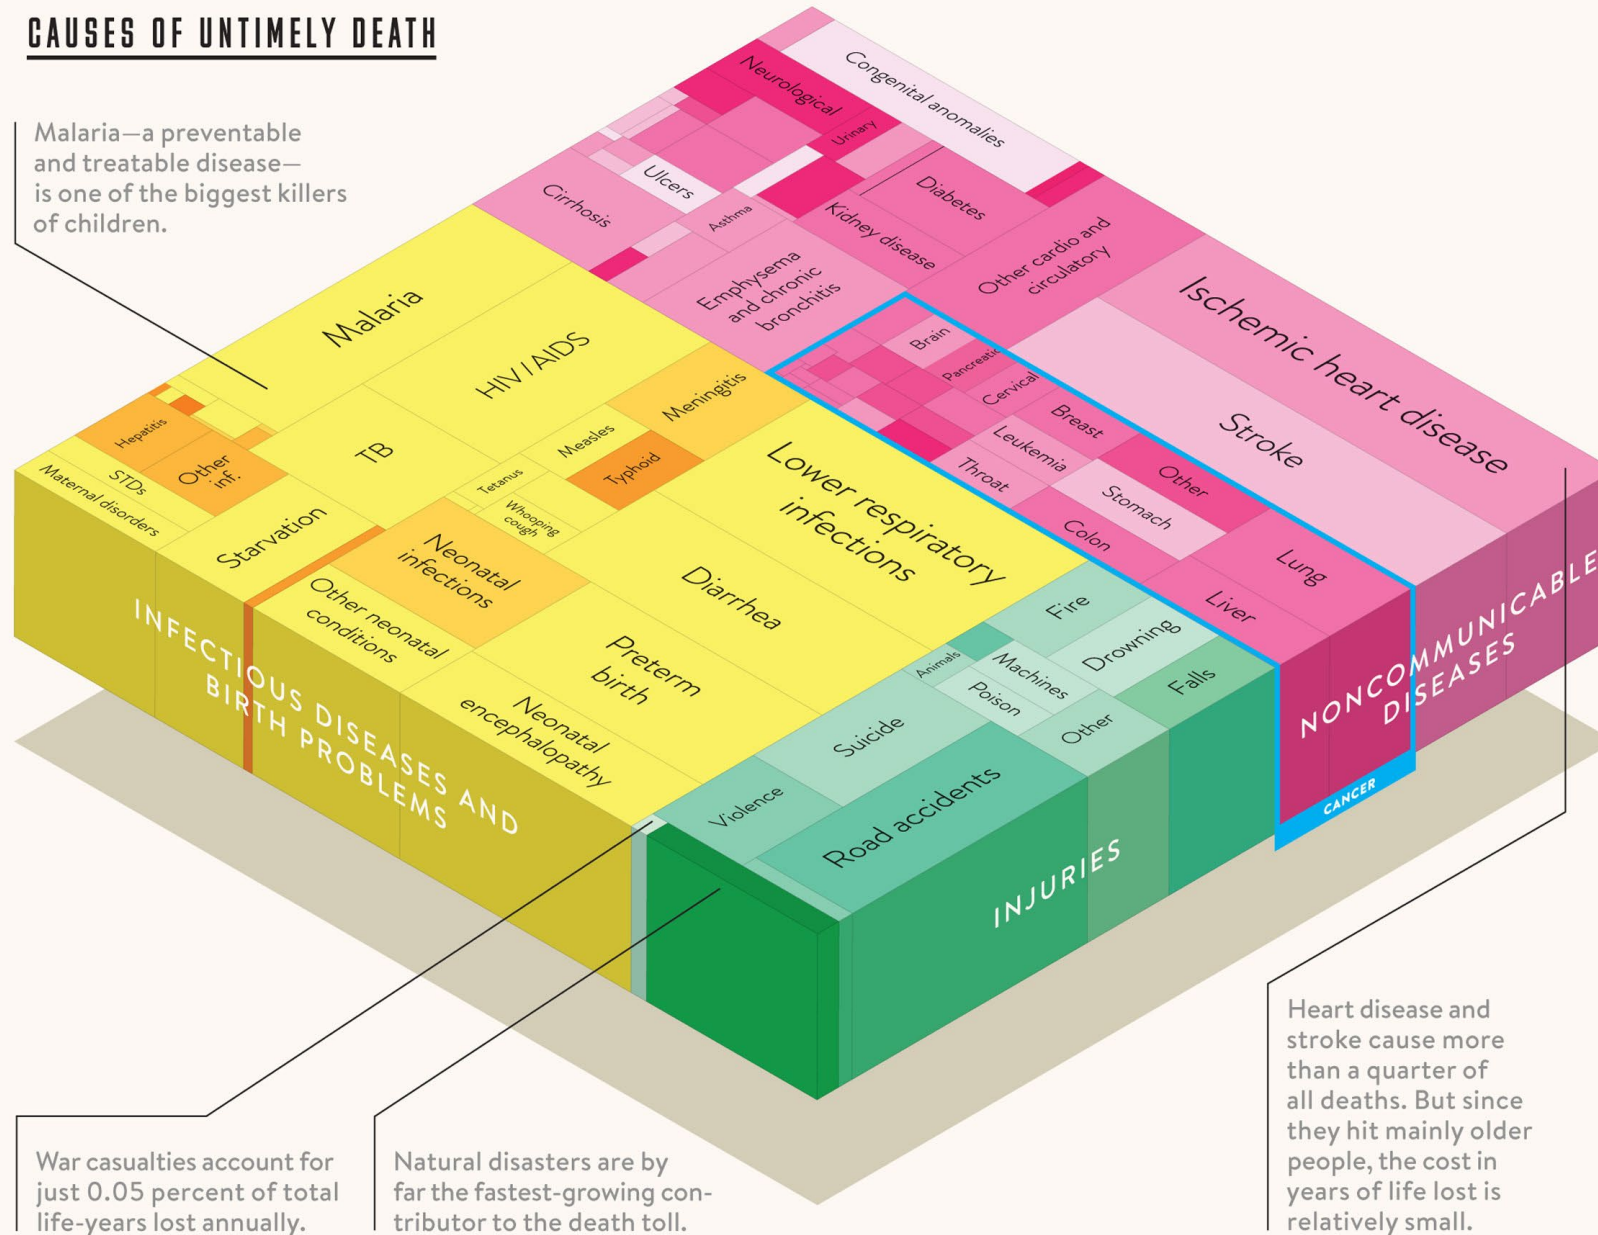 CAUSES OF UNTIMELY DEATH
Malaria—a preventable
and treatable disease—
is one of the biggest killers
of children.
Congenital anomalies
Neurological
Urinary
Ulcers
Cirrhosis
Asthma
Diabetes
Kidney disease
Other cardio and
circulatory
Emphysema
and chronic
bronchitis
Ischemic heart disease
Stroke
Brain
Pancreatic
Cervical
Breast
Other
Leukemia
Throat
Stomach
Colon
Lung
Liver
Malaria
HIV/AIDS
TB
Meningitis
Measles
Typhoid
Tetanus
Whooping
cough
Hepatitis
Other
inf.
STDs
Maternal disorders
Starvation
Neonatal
infections
Other neonatal
conditions
Lower respiratory
infections
Diarrhea
Preterm
birth
Neonatal
encephalopathy
Fire
Drowning
Animals
Machines
Poison
Falls
Other
Suicide
Violence
Road accidents
INFECTIOUS DISEASES AND
BIRTH PROBLEMS
INJURIES
NONCOMMUNICABLE
DISEASES
CANCER
War casualties account for
just 0.05 percent of total
life-years lost annually.
Natural disasters are by
far the fastest-growing con-
tributor to the death toll.
Heart disease and
stroke cause more
than a quarter of
all deaths. But since
they hit mainly older
people, the cost in
years of life lost is
relatively small.